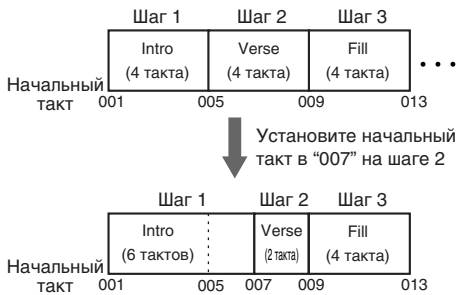 Шаг 1 Шаг 2 Шаг 3
Intro Verse Fill
(4 такта) (4 такта) (4 такта)
Начальный
такт 001 005 009 013
Установите начальный
такт в “007” на шаге 2
Шаг 1 Шаг 2 Шаг 3
Intro Verse Fill
(6 тактов) (2 такта) (4 такта)
Начальный
такт 001 005 007 009 013